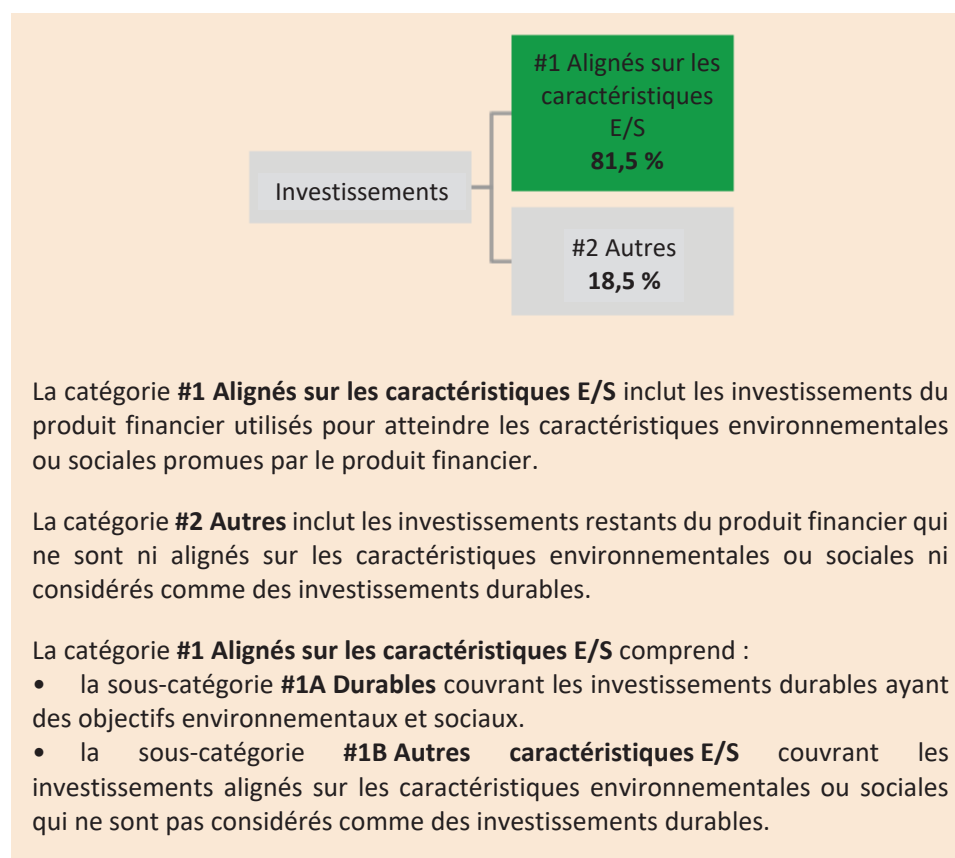 #1 Alignés sur les
caractéristiques
E/S
81,5 %
Investissements
#2 Autres
18,5 %
La catégorie #1 Alignés sur les caractéristiques E/S inclut les investissements du
produit financier utilisés pour atteindre les caractéristiques environnementales
ou sociales promues par le produit financier.
La catégorie #2 Autres inclut les investissements restants du produit financier qui
ne sont ni alignés sur les caractéristiques environnementales ou sociales ni
considérés comme des investissements durables.
La catégorie #1 Alignés sur les caractéristiques E/S comprend :
• la sous-catégorie #1A Durables couvrant les investissements durables ayant
des objectifs environnementaux et sociaux.
• la sous-catégorie #1B Autres caractéristiques E/S couvrant les
investissements alignés sur les caractéristiques environnementales ou sociales
qui ne sont pas considérés comme des investissements durables.